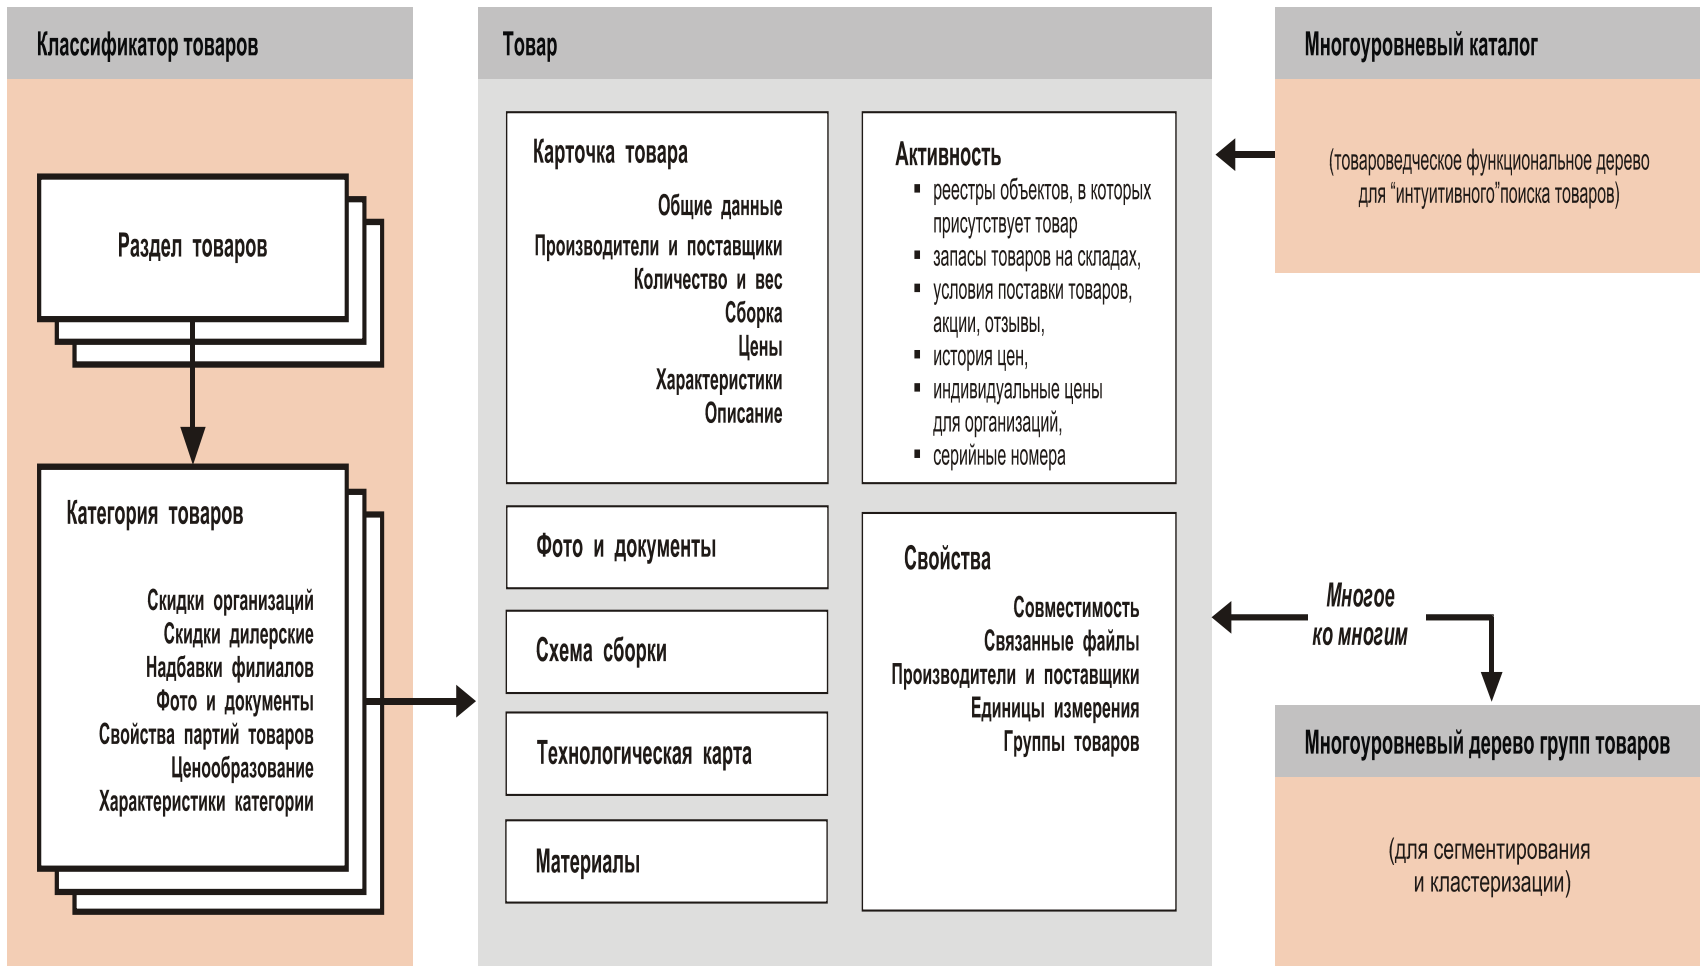 Классификатор товаров
Раздел товаров
Категория товаров
Скидки организаций
Скидки дилерские
Надбавки филиалов
Фото и документы
Свойства партий товаров
Ценообразование
Характеристики категории
Товар
Карточка товара
Общие данные
Производители и поставщики
Количество и вес
Сборка
Цены
Характеристики
Описание
Фото и документы
Схема сборки
Технологическая карта
Материалы
Активность
▪ реестры объектов, в которых
присутствует товар
▪ запасы товаров на складах,
▪ условия поставки товаров,
акции, отзывы,
▪ история цен,
▪ индивидуальные цены
для организаций,
▪ серийные номера
Свойства
Совместимость
Связанные файлы
Производители и поставщики
Единицы измерения
Группы товаров
Многоуровневый каталог
(товароведческое функциональное дерево
для “интуитивного”поиска товаров)
Многое
ко многим
Многоуровневый дерево групп товаров
(для сегментирования
и кластеризации)